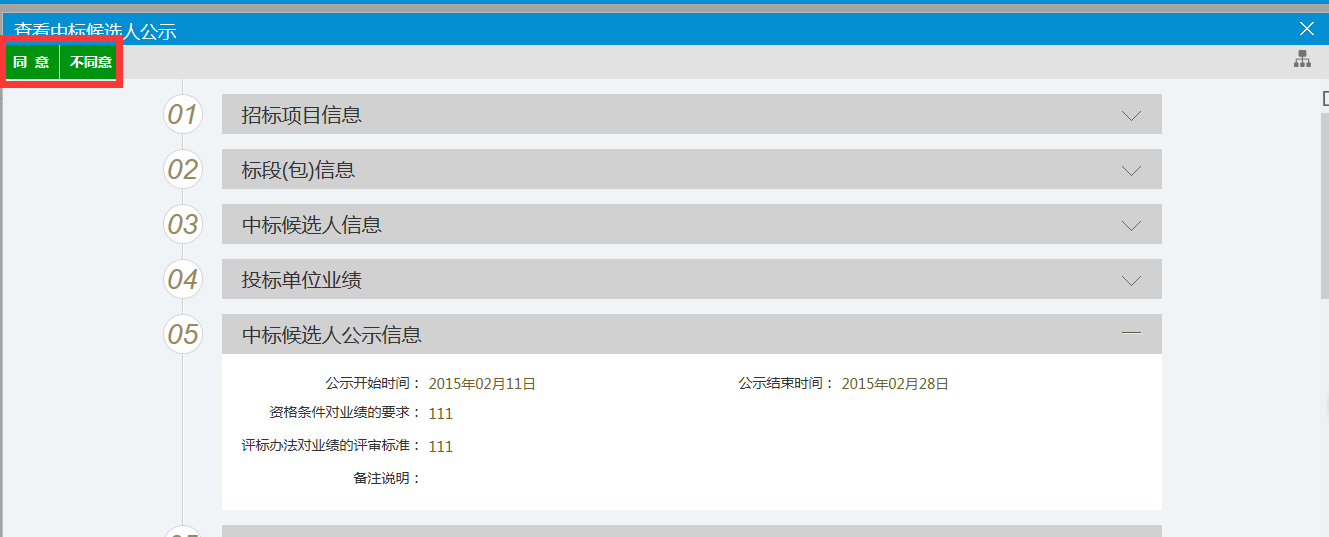 查看中标候选人公示
同 意 不同意
01 招标项目信息
02 标段(包)信息
03 中标候选人信息
04 投标单位业绩
05 中标候选人公示信息
公示开始时间： 2015年02月11日 公示结束时间： 2015年02月28日
资格条件对业绩的要求： 111
评标办法对业绩的评审标准： 111
备注说明：